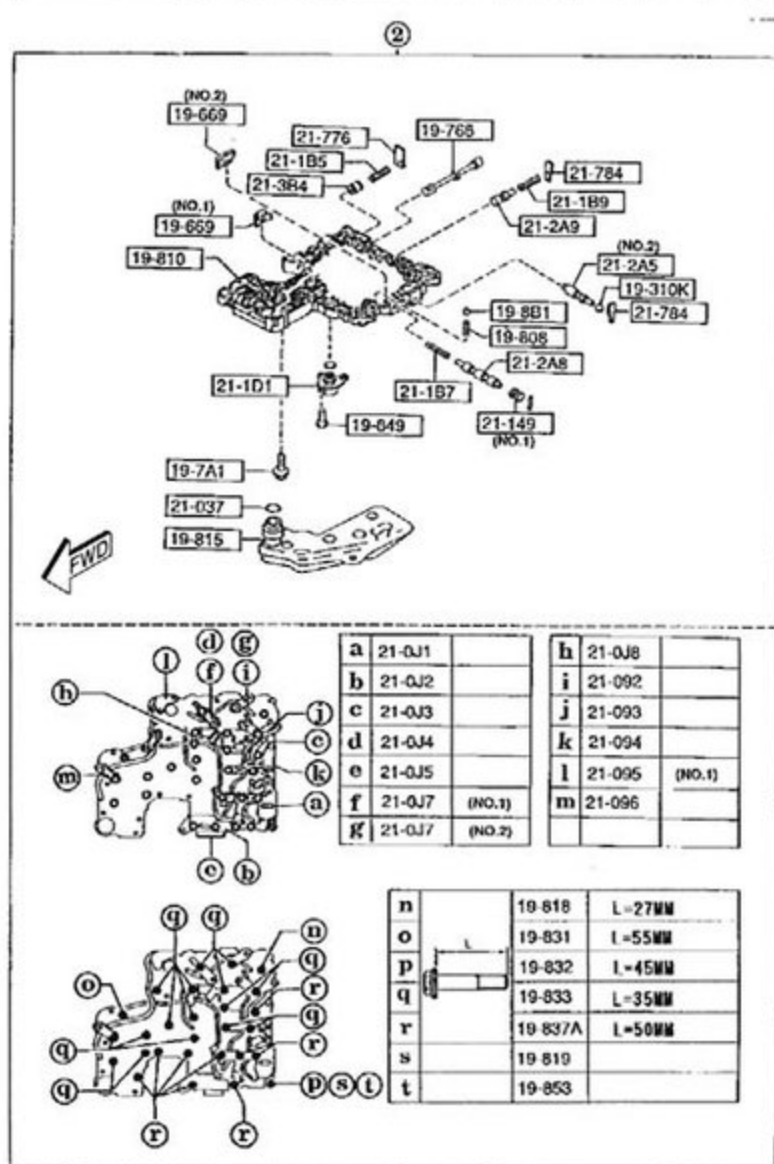 2
(NO.2)
19-669
21-776
19-766
21-1B5
21-3B4
21-784
21-1B9
21-2A9
(NO.1)
19-669
19-810
(NO.2)
21-2A5
19-310K
21-784
19-8B1
19-808
21-2A8
21-1B7
21-1D1
19-849
21-149
(NO.1)
19-7A1
21-037
19-815
FWD
d g
l f i
h
j
c
k
m
a
e b
a 21-0J1
b 21-0J2
c 21-0J3
d 21-0J4
e 21-0J5
f 21-0J7 (NO.1)
g 21-0J7 (NO.2)
h 21-0J8
i 21-092
j 21-093
k 21-094
l 21-095 (NO.1)
m 21-096
q q n
q
o r
q
q r
q p s t
r r
L
n 19-818 L=27MM
o 19-831 L=55MM
p 19-832 L=45MM
q 19-833 L=35MM
r 19-837A L=50MM
s 19-819
t 19-853